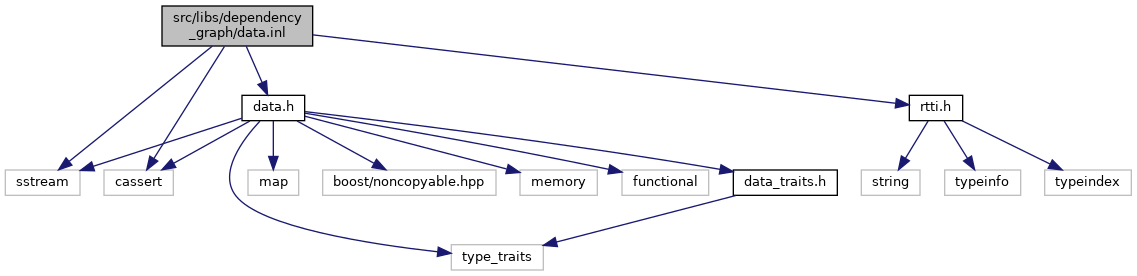 src/libs/dependency
_graph/data.inl
data.h
rtti.h
sstream
cassert
map
boost/noncopyable.hpp
memory
functional
data_traits.h
string
typeinfo
typeindex
type_traits